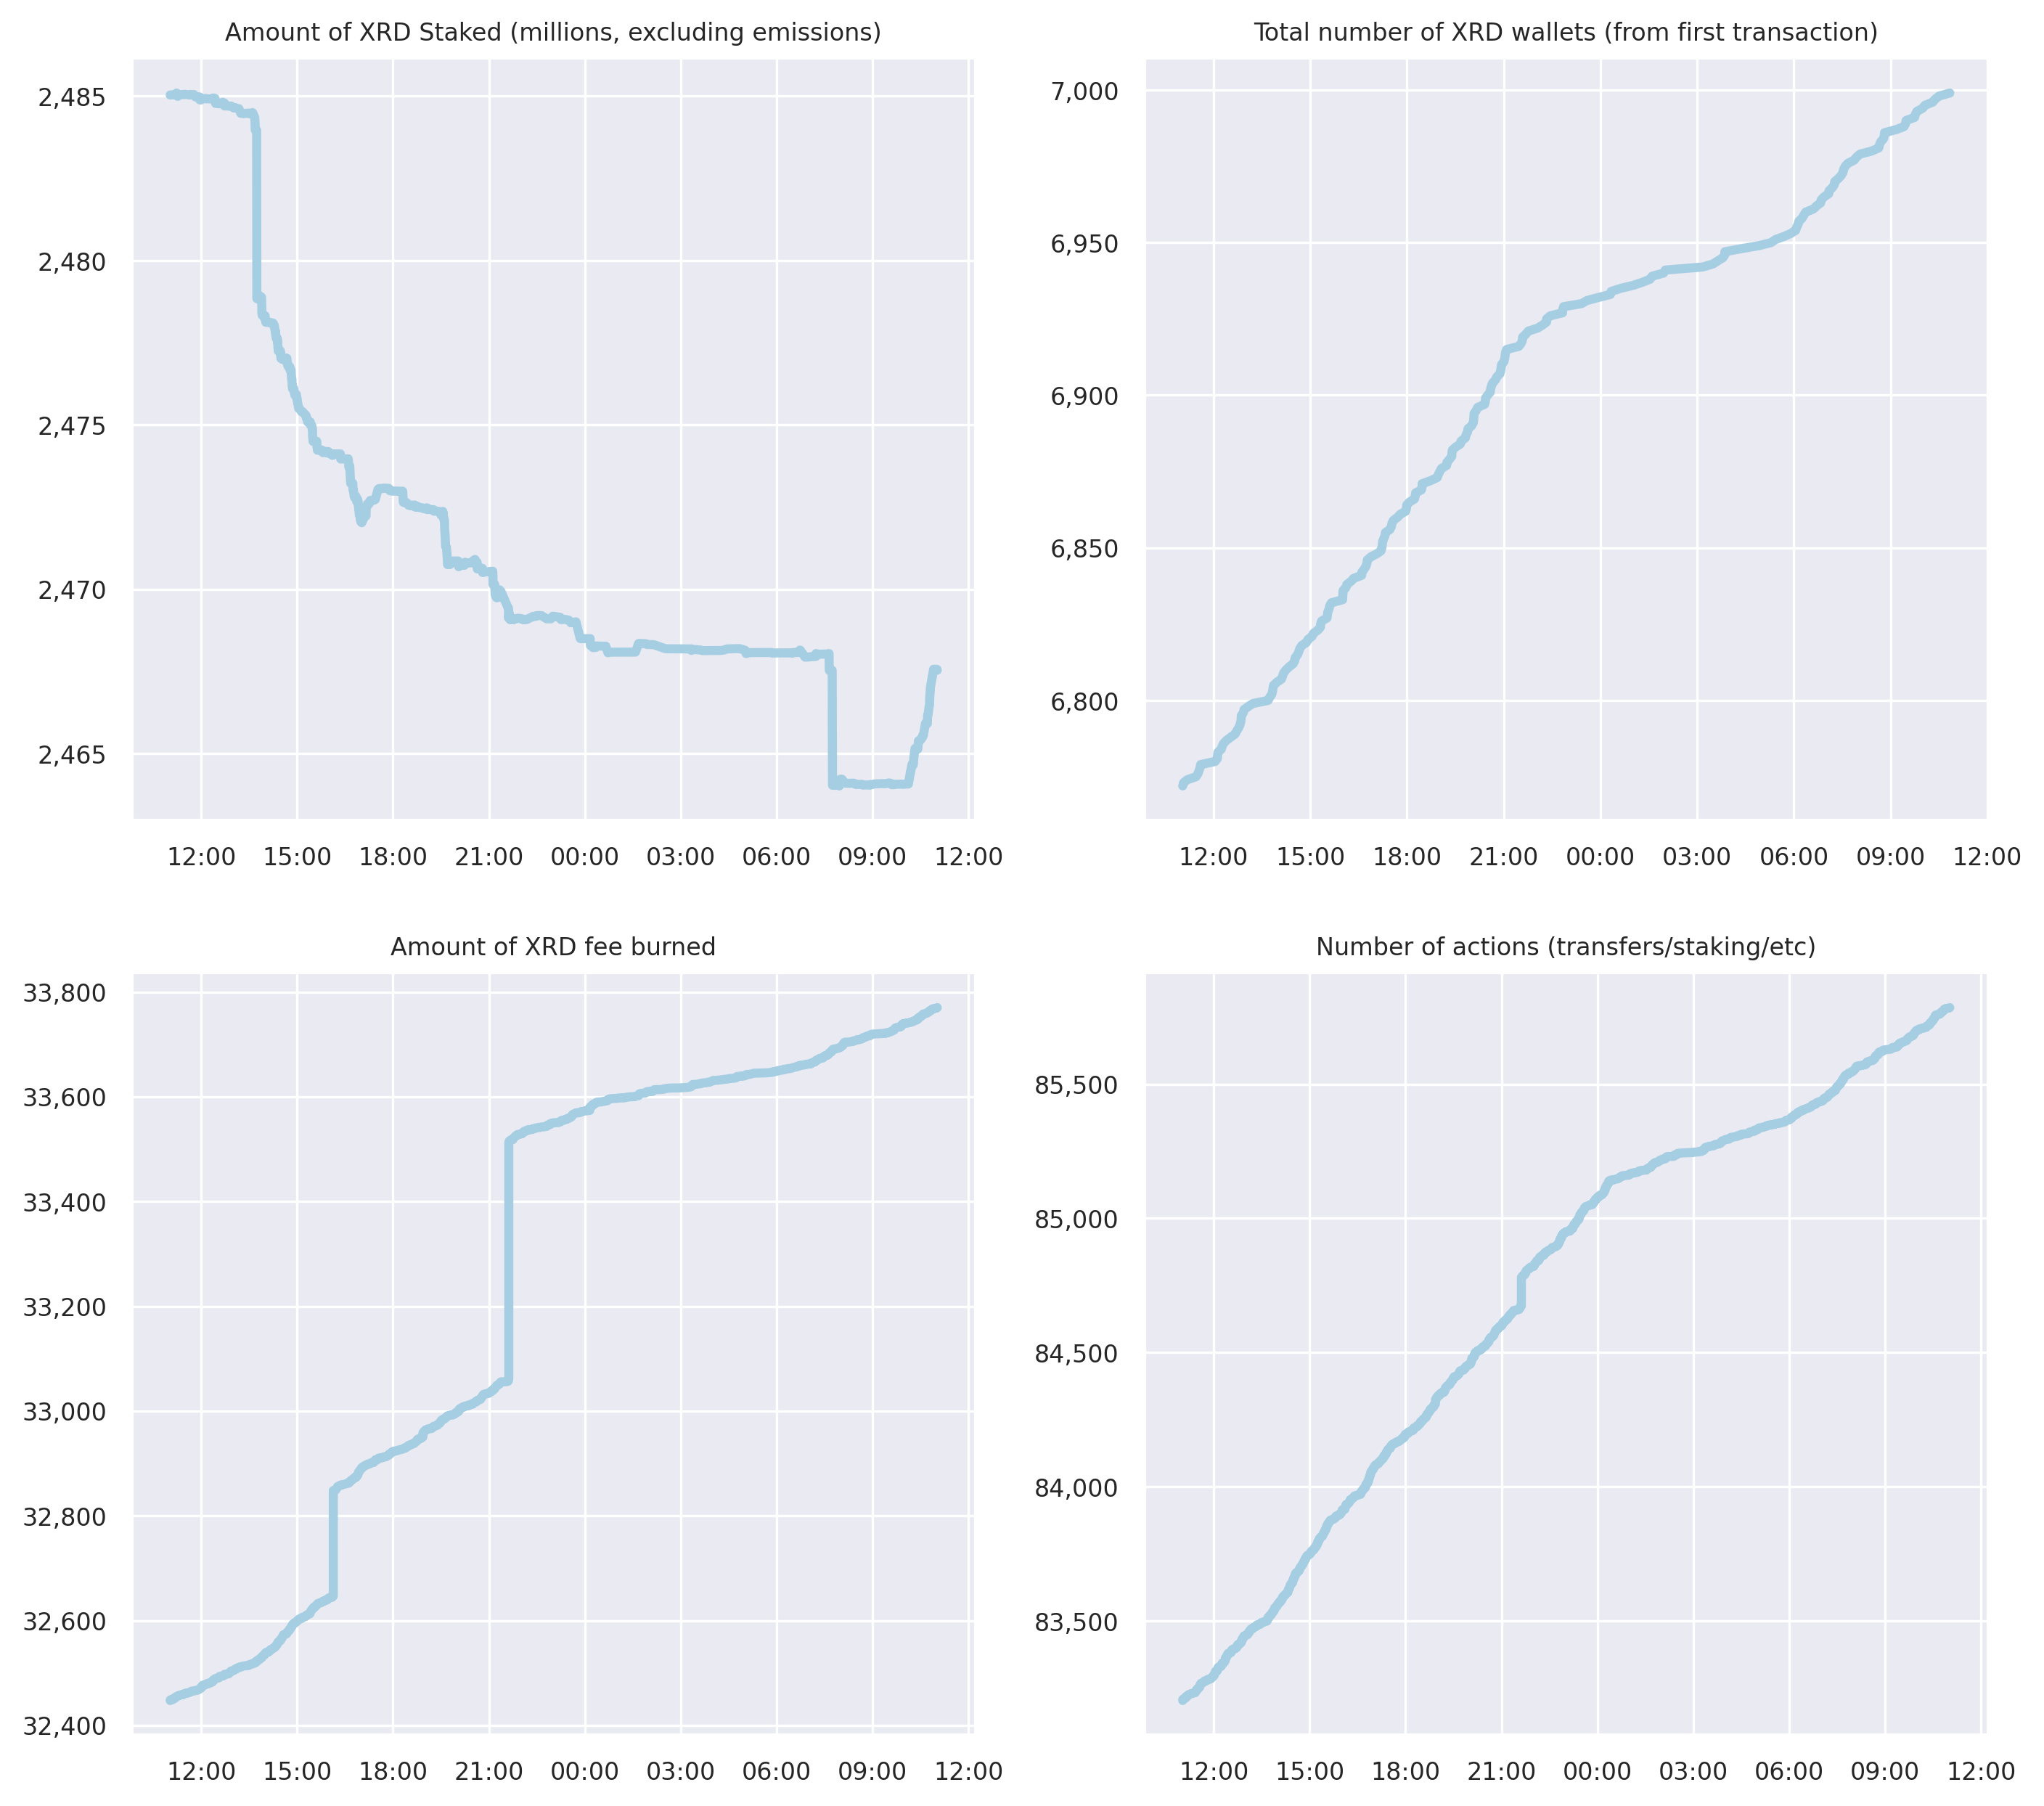 Amount of XRD Staked (millions, excluding emissions)
2,485
2,480
2,475
2,470
2,465
12:00 15:00 18:00 21:00 00:00 03:00 06:00 09:00 12:00
Total number of XRD wallets (from first transaction)
7,000
6,950
6,900
6,850
6,800
12:00 15:00 18:00 21:00 00:00 03:00 06:00 09:00 12:00
Amount of XRD fee burned
33,800
33,600
33,400
33,200
33,000
32,800
32,600
32,400
12:00 15:00 18:00 21:00 00:00 03:00 06:00 09:00 12:00
Number of actions (transfers/staking/etc)
85,500
85,000
84,500
84,000
83,500
12:00 15:00 18:00 21:00 00:00 03:00 06:00 09:00 12:00